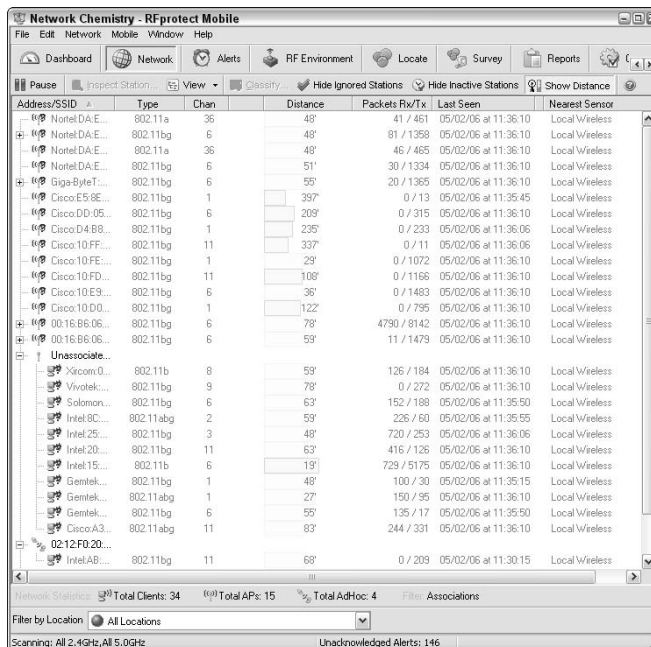 Network Chemistry - RFprotect Mobile
File Edit Network Mobile Window Help
Dashboard Network Alerts RF Environment Locate Survey Reports
Pause Inspect Station... View Classify... Hide Ignored Stations Hide Inactive Stations Show Distance
Address/SSID Type Chan Distance Packets Rx/Tx Last Seen Nearest Sensor
Nortel:DA:E... 802.11a 36 48' 41 / 461 05/02/06 at 11:36:10 Local Wireless
Nortel:DA:E... 802.11bg 6 48' 81 / 1358 05/02/06 at 11:36:10 Local Wireless
Nortel:DA:E... 802.11a 36 48' 46 / 465 05/02/06 at 11:36:10 Local Wireless
Nortel:DA:E... 802.11bg 6 51' 30 / 1334 05/02/06 at 11:36:10 Local Wireless
Giga-ByteT:... 802.11bg 6 55' 20 / 1365 05/02/06 at 11:36:10 Local Wireless
Cisco:E5:8E... 802.11bg 1 397' 0 / 13 05/02/06 at 11:35:45 Local Wireless
Cisco:DD:05... 802.11bg 6 209' 0 / 315 05/02/06 at 11:36:10 Local Wireless
Cisco:D4:B8... 802.11bg 1 235' 0 / 233 05/02/06 at 11:36:06 Local Wireless
Cisco:10:FF:... 802.11bg 11 337' 0 / 11 05/02/06 at 11:36:06 Local Wireless
Cisco:10:FE:... 802.11bg 1 29' 0 / 1072 05/02/06 at 11:36:10 Local Wireless
Cisco:10:FD... 802.11bg 11 108' 0 / 1166 05/02/06 at 11:36:10 Local Wireless
Cisco:10:E9:... 802.11bg 6 36' 0 / 1483 05/02/06 at 11:36:10 Local Wireless
Cisco:10:D0... 802.11bg 1 122' 0 / 795 05/02/06 at 11:36:10 Local Wireless
00:16:B6:06... 802.11bg 6 78' 4790 / 8142 05/02/06 at 11:36:10 Local Wireless
00:16:B6:06... 802.11bg 6 59' 11 / 1479 05/02/06 at 11:36:10 Local Wireless
Unassociate...
Xircom:0... 802.11b 8 59' 126 / 184 05/02/06 at 11:36:10 Local Wireless
Vivotek:... 802.11bg 9 78' 0 / 272 05/02/06 at 11:36:10 Local Wireless
Solomon... 802.11bg 6 63' 152 / 188 05/02/06 at 11:35:50 Local Wireless
Intel:8C:... 802.11abg 2 59' 226 / 60 05/02/06 at 11:35:55 Local Wireless
Intel:25:... 802.11bg 3 48' 720 / 253 05/02/06 at 11:36:06 Local Wireless
Intel:20:... 802.11bg 11 63' 416 / 126 05/02/06 at 11:36:10 Local Wireless
Intel:15:... 802.11b 6 19' 729 / 5175 05/02/06 at 11:36:10 Local Wireless
Gemtek... 802.11bg 1 48' 100 / 30 05/02/06 at 11:35:15 Local Wireless
Gemtek... 802.11abg 1 27' 150 / 95 05/02/06 at 11:36:10 Local Wireless
Gemtek... 802.11bg 6 55' 135 / 17 05/02/06 at 11:35:50 Local Wireless
Cisco:A3... 802.11abg 11 83' 244 / 331 05/02/06 at 11:36:10 Local Wireless
02:12:F0:20:...
Intel:AB:... 802.11bg 11 68' 0 / 209 05/02/06 at 11:30:15 Local Wireless
Network Statistics: Total Clients: 34 Total APs: 15 Total AdHoc: 4 Filter: Associations
Filter by Location All Locations
Scanning: All 2.4GHz,All 5.0GHz Unacknowledged Alerts: 146